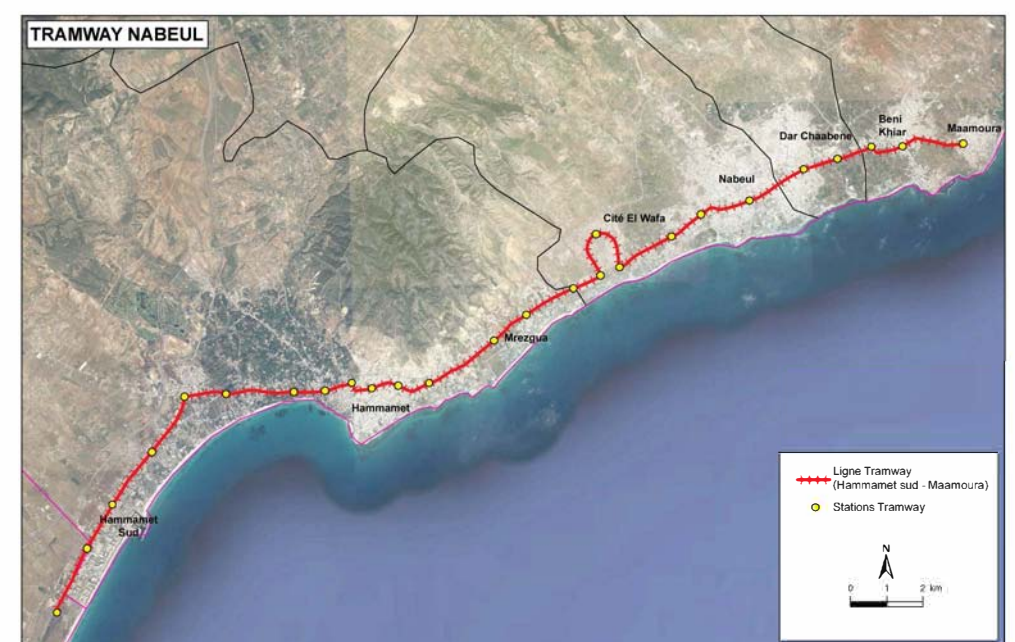 TRAMWAY NABEUL
Beni
Khiar
Maamoura
Dar Chaabene
Nabeul
Cité El Wafa
Mrezgua
Hammamet
Hammamet
Sud
Ligne Tramway
(Hammamet sud - Maamoura)
Stations Tramway
N
0 1 2 km